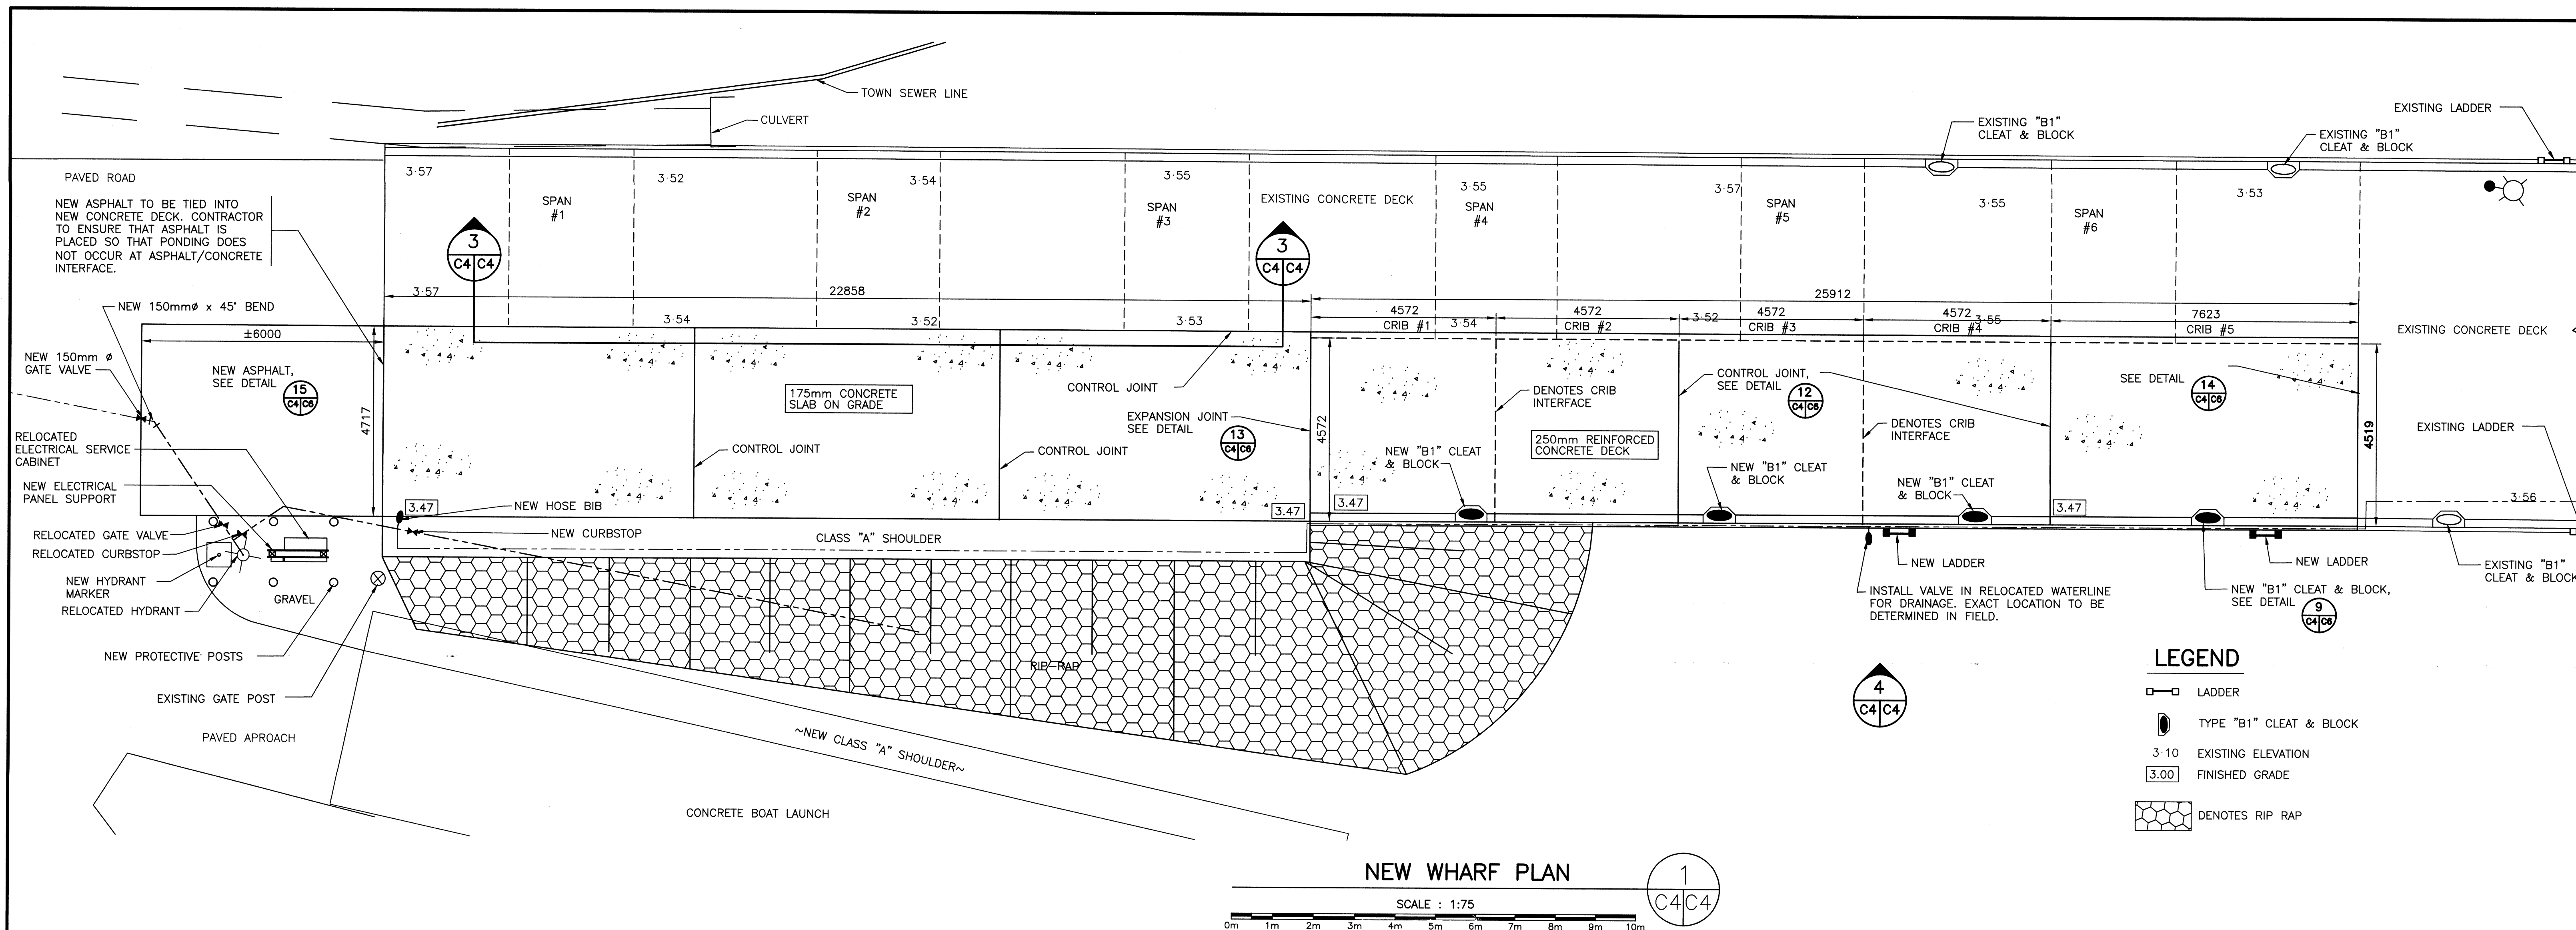 TOWN SEWER LINE
CULVERT
EXISTING "B1"
CLEAT & BLOCK
EXISTING "B1"
CLEAT & BLOCK
EXISTING LADDER
PAVED ROAD
NEW ASPHALT TO BE TIED INTO
NEW CONCRETE DECK. CONTRACTOR
TO ENSURE THAT ASPHALT IS
PLACED SO THAT PONDING DOES
NOT OCCUR AT ASPHALT/CONCRETE
INTERFACE.
3·57
3·52
3·54
3·55
3·55
3·57
3·55
3·53
SPAN
#1
SPAN
#2
SPAN
#3
EXISTING CONCRETE DECK
SPAN
#4
SPAN
#5
SPAN
#6
3
C4 C4
3
C4 C4
3·57
22858
25912
NEW 150mmø x 45° BEND
±6000
3·54
3·52
3·53
4572
CRIB #1
3·54
4572
CRIB #2
3·52
4572
CRIB #3
4572
3·55
CRIB #4
7623
CRIB #5
EXISTING CONCRETE DECK
NEW 150mm ø
GATE VALVE
NEW ASPHALT,
SEE DETAIL
15
C4 C6
4717
175mm CONCRETE
SLAB ON GRADE
CONTROL JOINT
EXPANSION JOINT
SEE DETAIL
13
C4 C6
4572
DENOTES CRIB
INTERFACE
CONTROL JOINT,
SEE DETAIL
12
C4 C6
SEE DETAIL
14
C4 C6
RELOCATED
ELECTRICAL SERVICE
CABINET
CONTROL JOINT
CONTROL JOINT
NEW "B1" CLEAT
& BLOCK
250mm REINFORCED
CONCRETE DECK
DENOTES CRIB
INTERFACE
4519
EXISTING LADDER
NEW "B1" CLEAT
& BLOCK
NEW "B1" CLEAT
& BLOCK
NEW ELECTRICAL
PANEL SUPPORT
3.47
NEW HOSE BIB
3.47
3.47
3.47
3·56
RELOCATED GATE VALVE
RELOCATED CURBSTOP
NEW CURBSTOP
CLASS "A" SHOULDER
NEW LADDER
NEW LADDER
EXISTING "B1"
CLEAT & BLOCK
NEW HYDRANT
MARKER
RELOCATED HYDRANT
GRAVEL
INSTALL VALVE IN RELOCATED WATERLINE
FOR DRAINAGE. EXACT LOCATION TO BE
DETERMINED IN FIELD.
NEW "B1" CLEAT & BLOCK,
SEE DETAIL
9
C4 C6
NEW PROTECTIVE POSTS
RIP-RAP
EXISTING GATE POST
4
C4 C4
PAVED APROACH
~NEW CLASS "A" SHOULDER~
CONCRETE BOAT LAUNCH
LEGEND
LADDER
TYPE "B1" CLEAT & BLOCK
3·10 EXISTING ELEVATION
3.00 FINISHED GRADE
DENOTES RIP RAP
NEW WHARF PLAN
1
C4 C4
SCALE : 1:75
0m 1m 2m 3m 4m 5m 6m 7m 8m 9m 10m